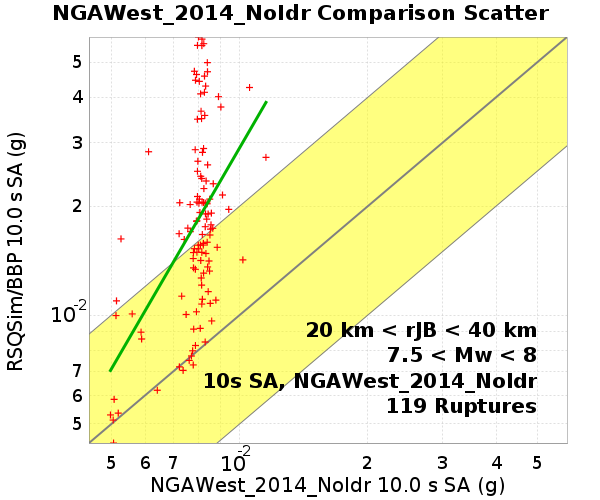 NGAWest_2014_NoIdr Comparison Scatter
RSQSim/BBP 10.0 s SA (g)
5
4
3
2
10-2
7
6
5
20 km < rJB < 40 km
7.5 < Mw < 8
10s SA, NGAWest_2014_NoIdr
119 Ruptures
5 6 7 10-2 2 3 4 5
NGAWest_2014_NoIdr 10.0 s SA (g)